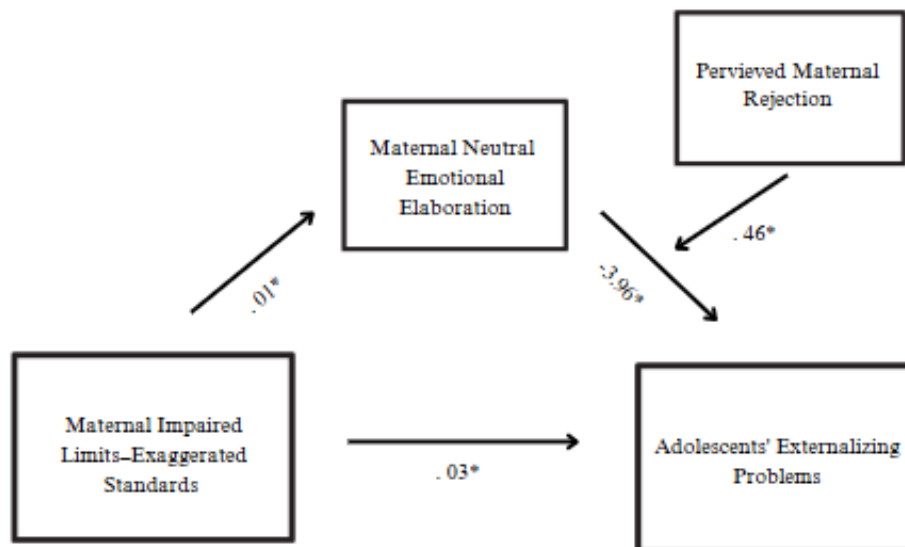 Pervieved Maternal
Rejection
Maternal Neutral
Emotional
Elaboration
. 46*
. 01*
-3.96*
Maternal Impaired
Limits–Exaggerated
Standards
. 03*
Adolescents' Externalizing
Problems